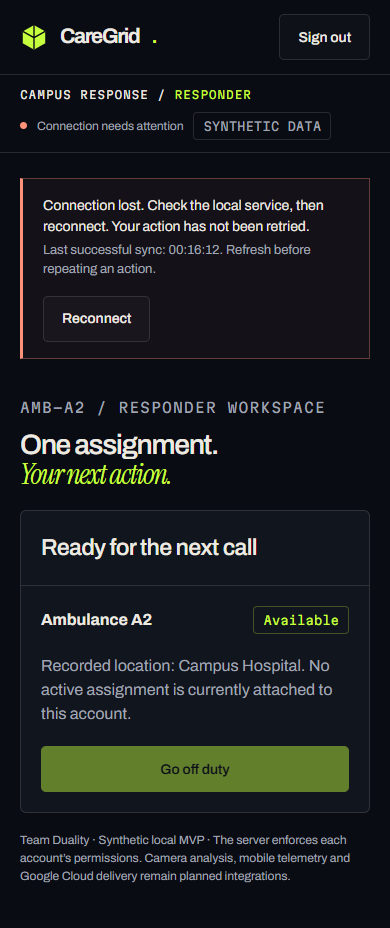 CareGrid .
Sign out
CAMPUS RESPONSE / RESPONDER
Connection needs attention
SYNTHETIC DATA
Connection lost. Check the local service, then
reconnect. Your action has not been retried.
Last successful sync: 00:16:12. Refresh before
repeating an action.
Reconnect
AMB-A2 / RESPONDER WORKSPACE
One assignment.
Your next action.
Ready for the next call
Ambulance A2
Available
Recorded location: Campus Hospital. No
active assignment is currently attached to
this account.
Go off duty
Team Duality · Synthetic local MVP · The server enforces each
account's permissions. Camera analysis, mobile telemetry and
Google Cloud delivery remain planned integrations.